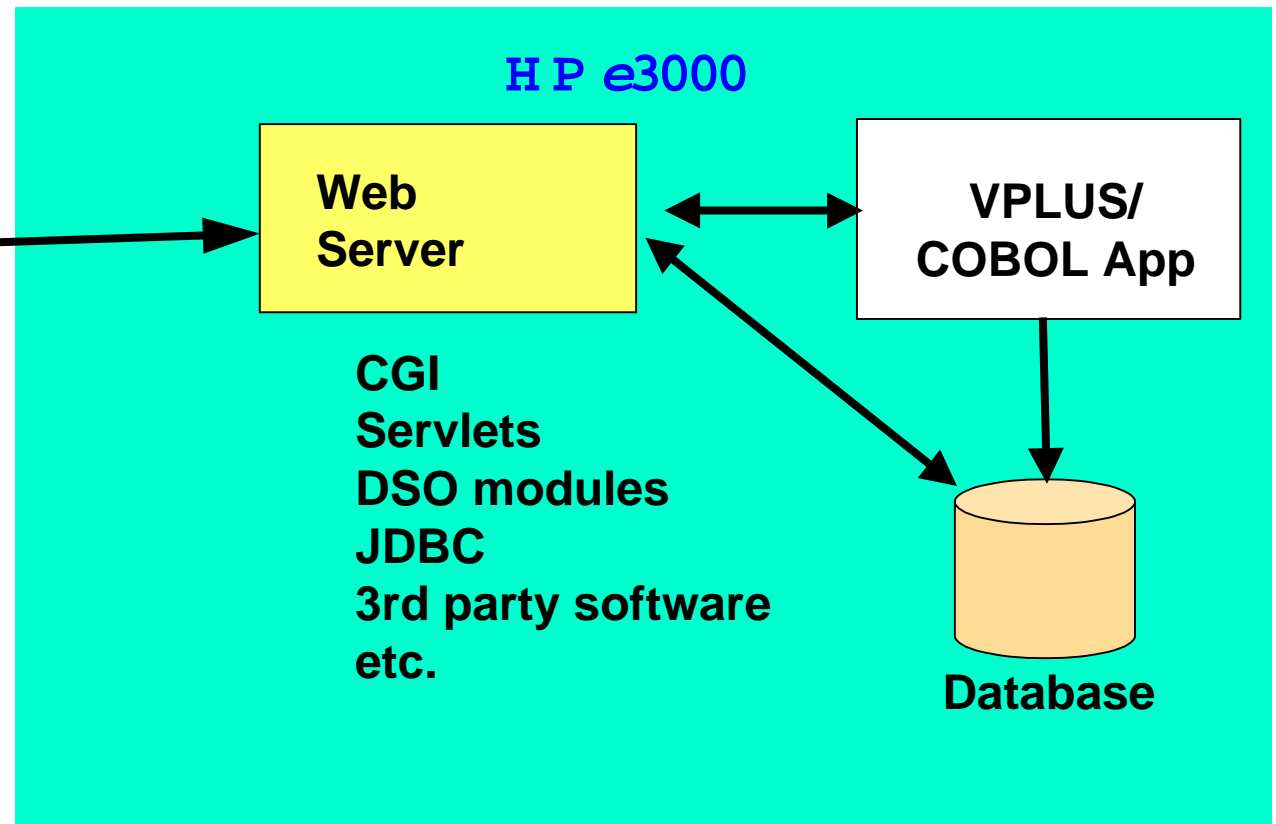 HP e3000
Web
Server
VPLUS/
COBOL App
CGI
Servlets
DSO modules
JDBC
3rd party software
etc.
Database